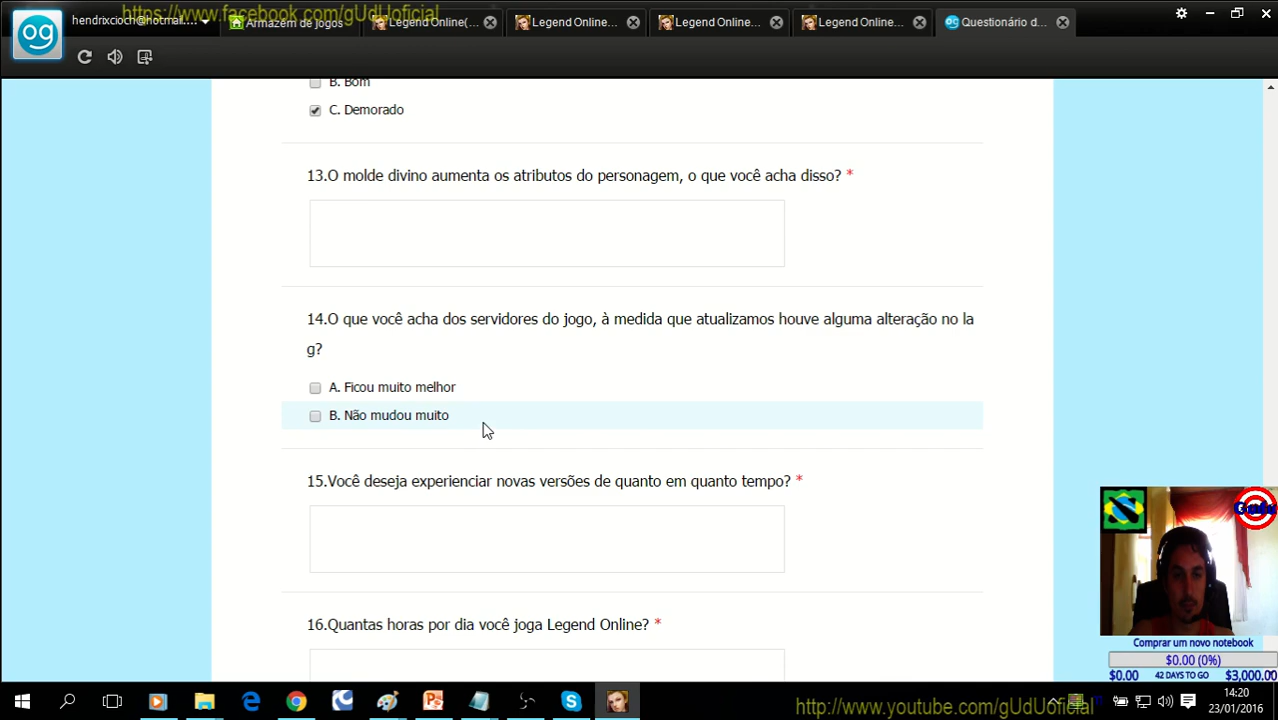 https://www.facebook.com/gUdUoficial
hendrixcioch@hotmail....
Armazém de jogos
Legend Online(...
Legend Online...
Legend Online...
Legend Online...
Questionário d...
og
B. Bom
C. Demorado
13.O molde divino aumenta os atributos do personagem, o que você acha disso? *
14.O que você acha dos servidores do jogo, à medida que atualizamos houve alguma alteração no la
g?
A. Ficou muito melhor
B. Não mudou muito
15.Você deseja experienciar novas versões de quanto em quanto tempo? *
16.Quantas horas por dia você joga Legend Online? *
Comprar um novo notebook
$0.00 (0%)
$0.00 42 DAYS TO GO $3,000.00
http://www.youtube.com/gUdUoficial
14:20
23/01/2016